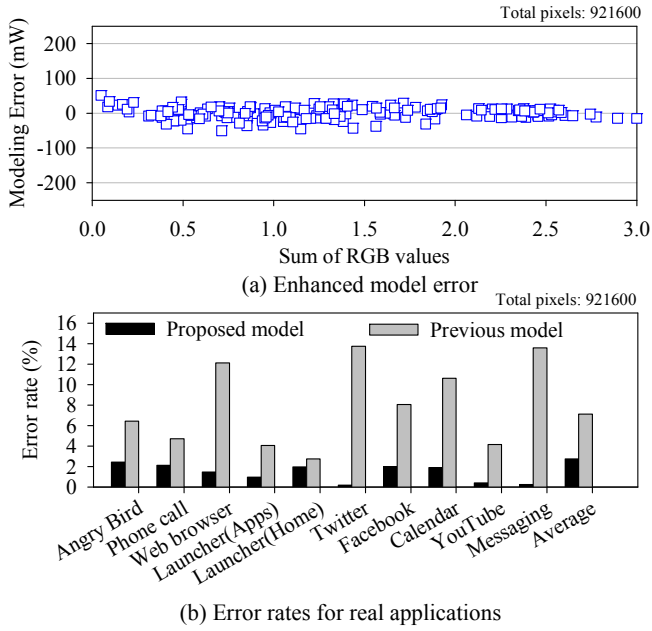 Total pixels: 921600
Modeling Error (mW)
200
100
0
-100
-200
0.0 0.5 1.0 1.5 2.0 2.5 3.0
Sum of RGB values
(a) Enhanced model error
Total pixels: 921600
Error rate (%)
16
14
12
10
8
6
4
2
0
Proposed model Previous model
Angry Bird
Phone call
Web browser
Launcher(Apps)
Launcher(Home)
Twitter
Facebook
Calendar
YouTube
Messaging
Average
(b) Error rates for real applications